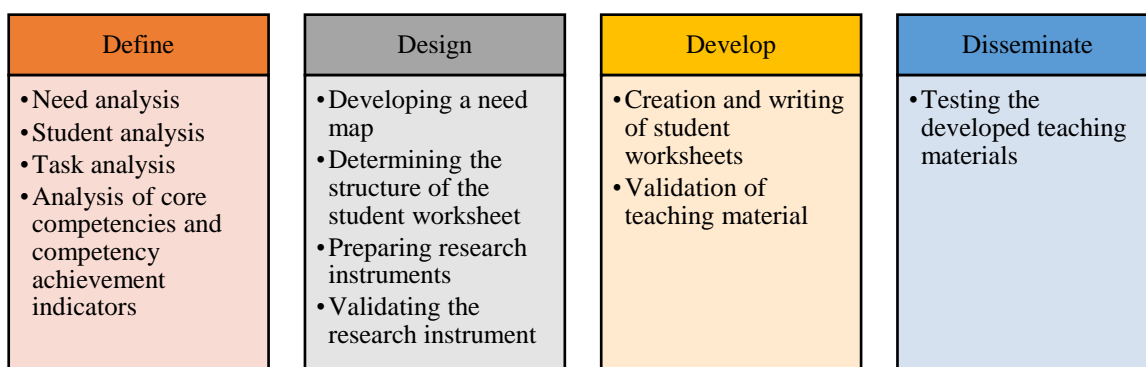 Define
•Need analysis
•Student analysis
•Task analysis
•Analysis of core
competencies and
competency
achievement
indicators
Design
•Developing a need
map
•Determining the
structure of the
student worksheet
•Preparing research
instruments
•Validating the
research instrument
Develop
•Creation and writing
of student
worksheets
•Validation of
teaching material
Disseminate
•Testing the
developed teaching
materials